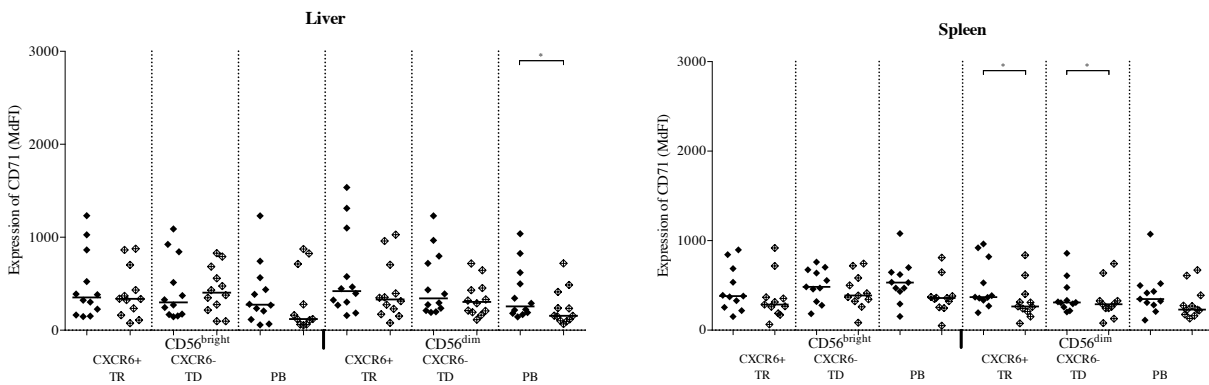 Liver
Expression of CD71 (MdFI)
3000
2000
1000
0
*
CD56bright
CD56dim
CXCR6+ CXCR6- CXCR6+ CXCR6-
TR TD PB TR TD PB
Spleen
Expression of CD71 (MdFI)
3000
2000
1000
0
* *
CD56bright
CD56dim
CXCR6+ CXCR6- CXCR6+ CXCR6-
TR TD PB TR TD PB